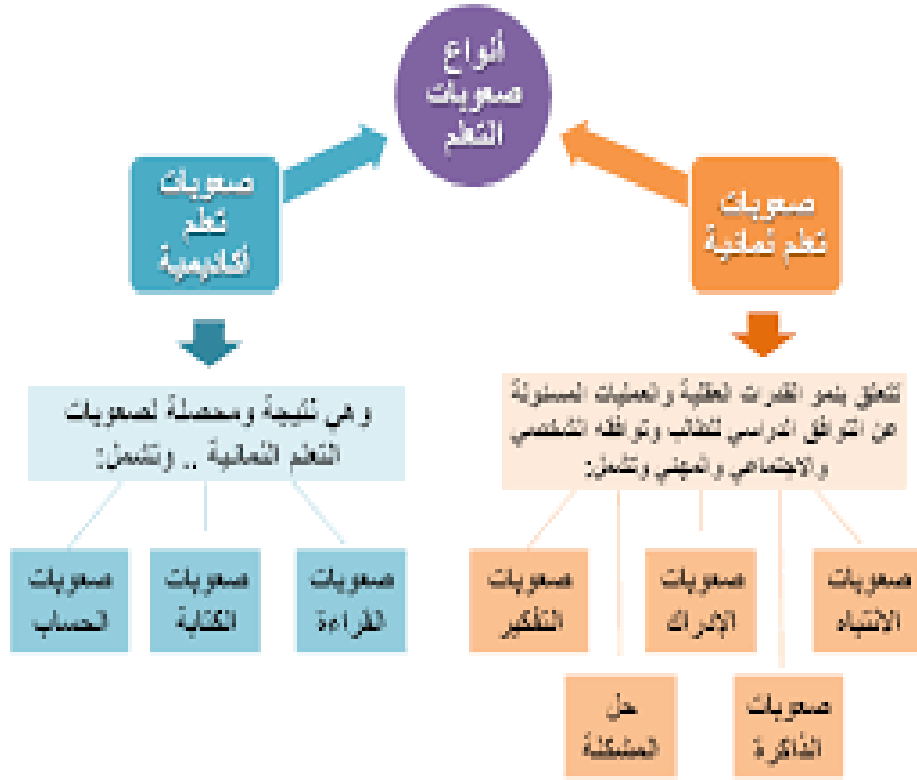 أنواع
صعوبات
التعلم
صعوبات
تعلم نمائية
تتعلق بنمو القدرات العقلية والعمليات المسئولة
عن التوافق الدراسي للطالب وتوافقه الشخصي
والاجتماعي والمهني وتشمل:
صعوبات
الانتباه
صعوبات
الإدراك
صعوبات
التفكير
صعوبات
الذاكرة
حل
المشكلة
صعوبات
تعلم
أكاديمية
وهي نتيجة ومحصلة لصعوبات
التعلم النمائية .. وتشمل:
صعوبات
القراءة
صعوبات
الكتابة
صعوبات
الحساب